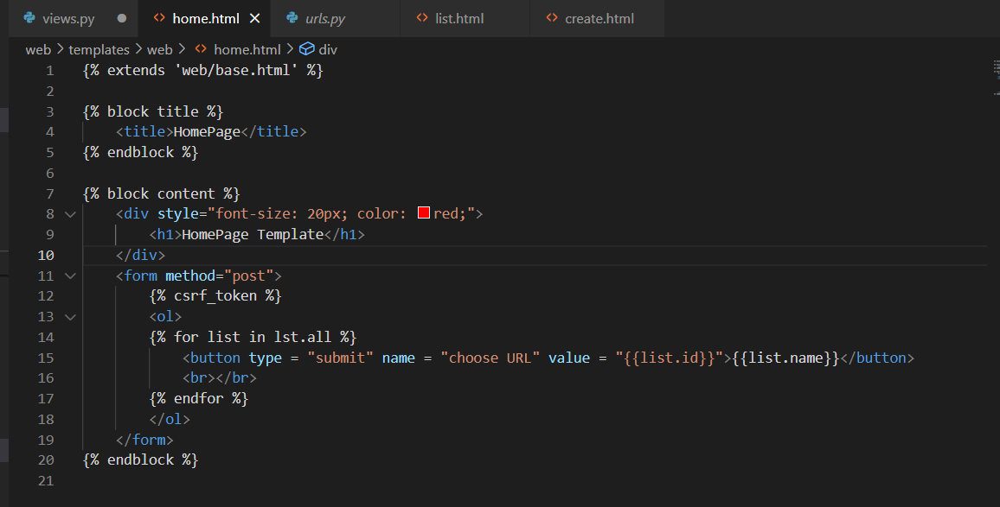 views.py home.html urls.py list.html create.html
web > templates > web > home.html > div
1 {% extends 'web/base.html' %}
2
3 {% block title %}
4 <title>HomePage</title>
5 {% endblock %}
6
7 {% block content %}
8 <div style="font-size: 20px; color: red;">
9 <h1>HomePage Template</h1>
10 </div>
11 <form method="post">
12 {% csrf_token %}
13 <ol>
14 {% for list in lst.all %}
15 <button type = "submit" name = "choose URL" value = "{{list.id}}">{{list.name}}</button>
16 <br></br>
17 {% endfor %}
18 </ol>
19 </form>
20 {% endblock %}
21